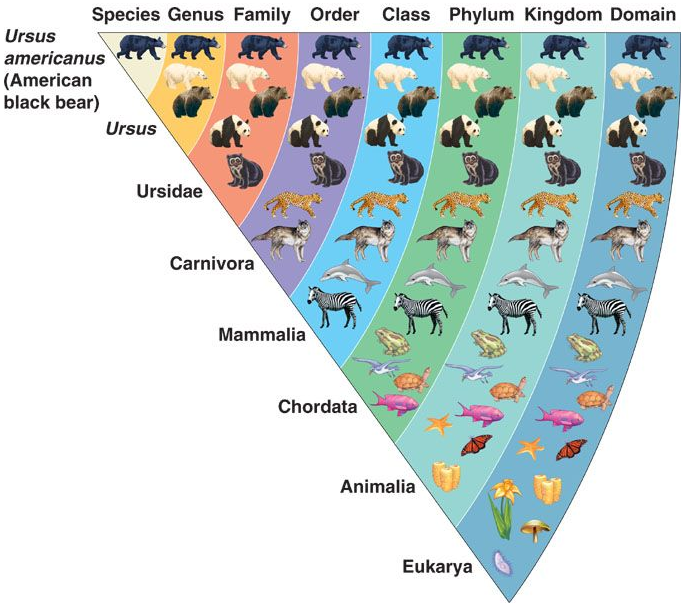 Species Genus Family Order Class Phylum Kingdom Domain
Ursus
americanus
(American
black bear)
Ursus
Ursidae
Carnivora
Mammalia
Chordata
Animalia
Eukarya